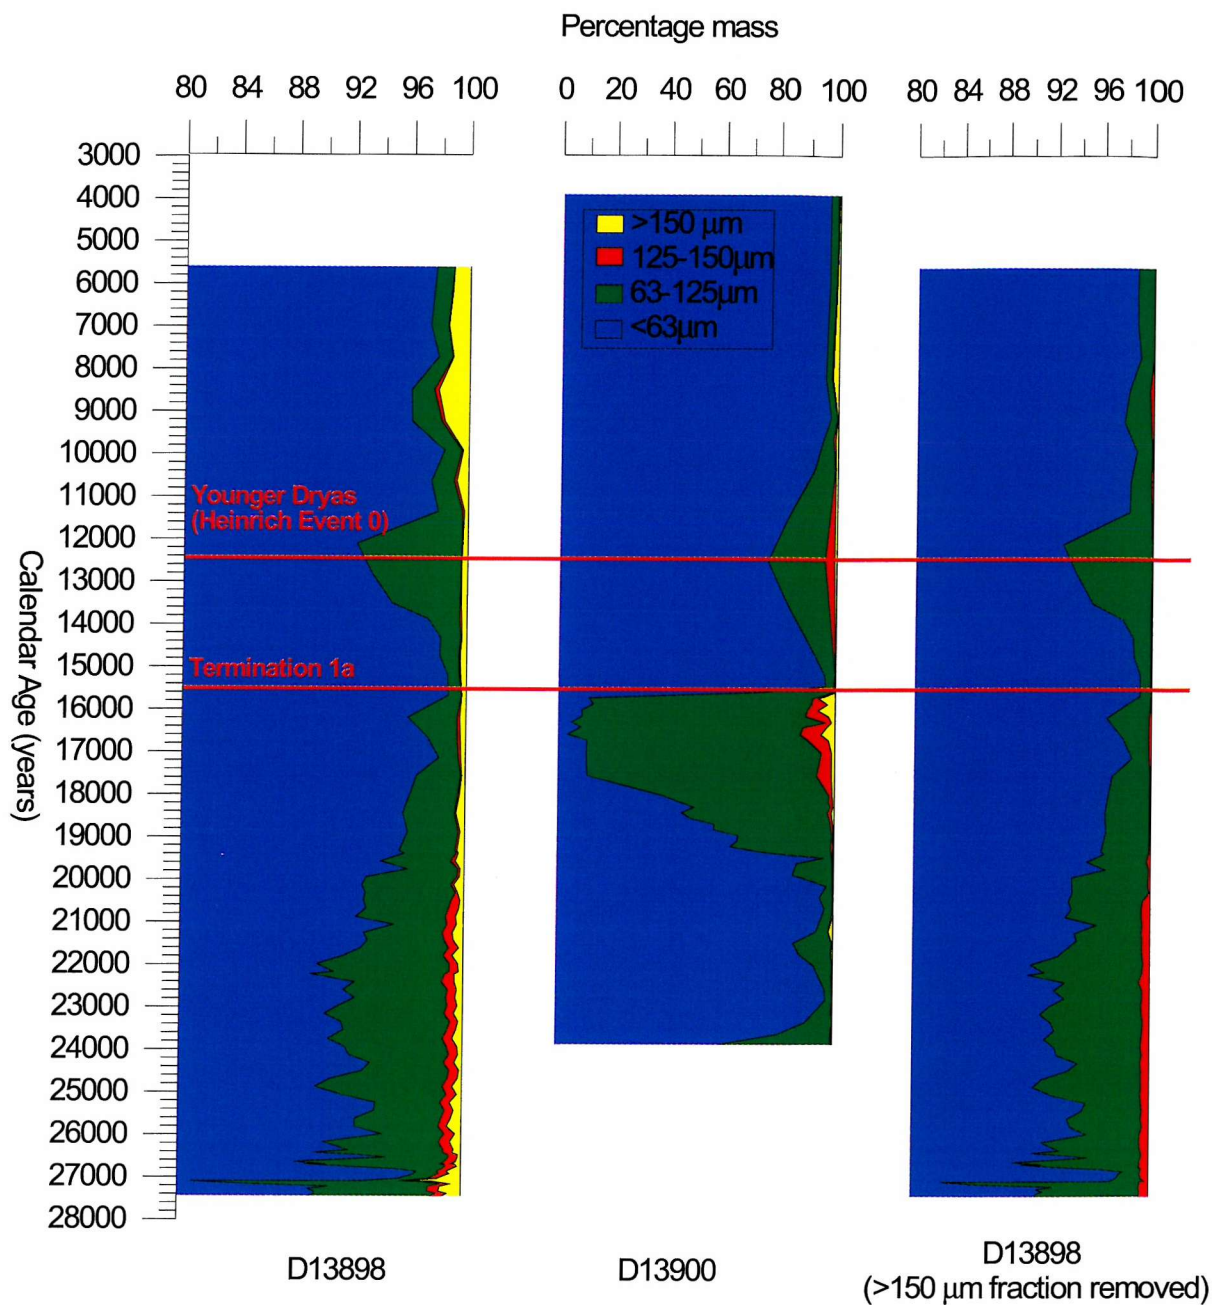 Percentage mass
80 84 88 92 96 100
0 20 40 60 80 100
80 84 88 92 96 100
3000
4000
5000
6000
7000
8000
9000
10000
11000
12000
13000
14000
15000
16000
17000
18000
19000
20000
21000
22000
23000
24000
25000
26000
27000
28000
Calendar Age (years)
>150 μm
125-150μm
63-125μm
<63μm
Younger Dryas
(Heinrich Event 0)
Termination 1a
D13898
D13900
D13898
(>150 μm fraction removed)